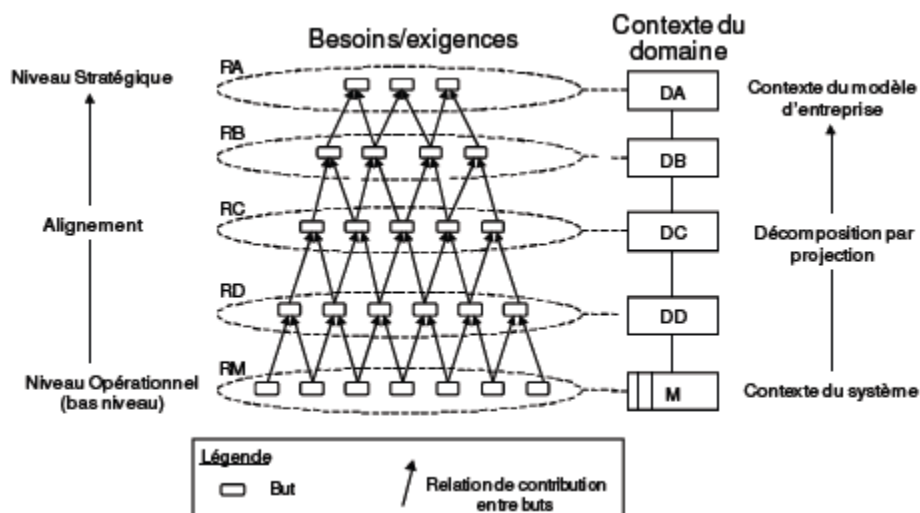 Besoins/exigences
Contexte du
domaine
Niveau Stratégique
RA
DA
Contexte du modèle
d'entreprise
RB
DB
Alignement
RC
DC
Décomposition par
projection
RD
DD
Niveau Opérationnel
(bas niveau)
RM
M
Contexte du système
Légende
But
Relation de contribution
entre buts